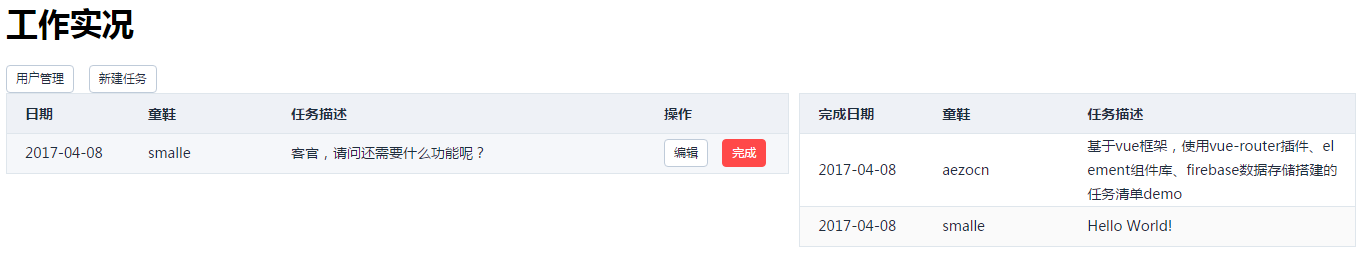 工作实况
用户管理 新建任务
日期 童鞋 任务描述 操作
2017-04-08 smalle 客官，请问还需要什么功能呢？ 编辑 完成
完成日期 童鞋 任务描述
2017-04-08 aezocn 基于vue框架，使用vue-router插件、el
ement组件库、firebase数据存储搭建的
任务清单demo
2017-04-08 smalle Hello World!